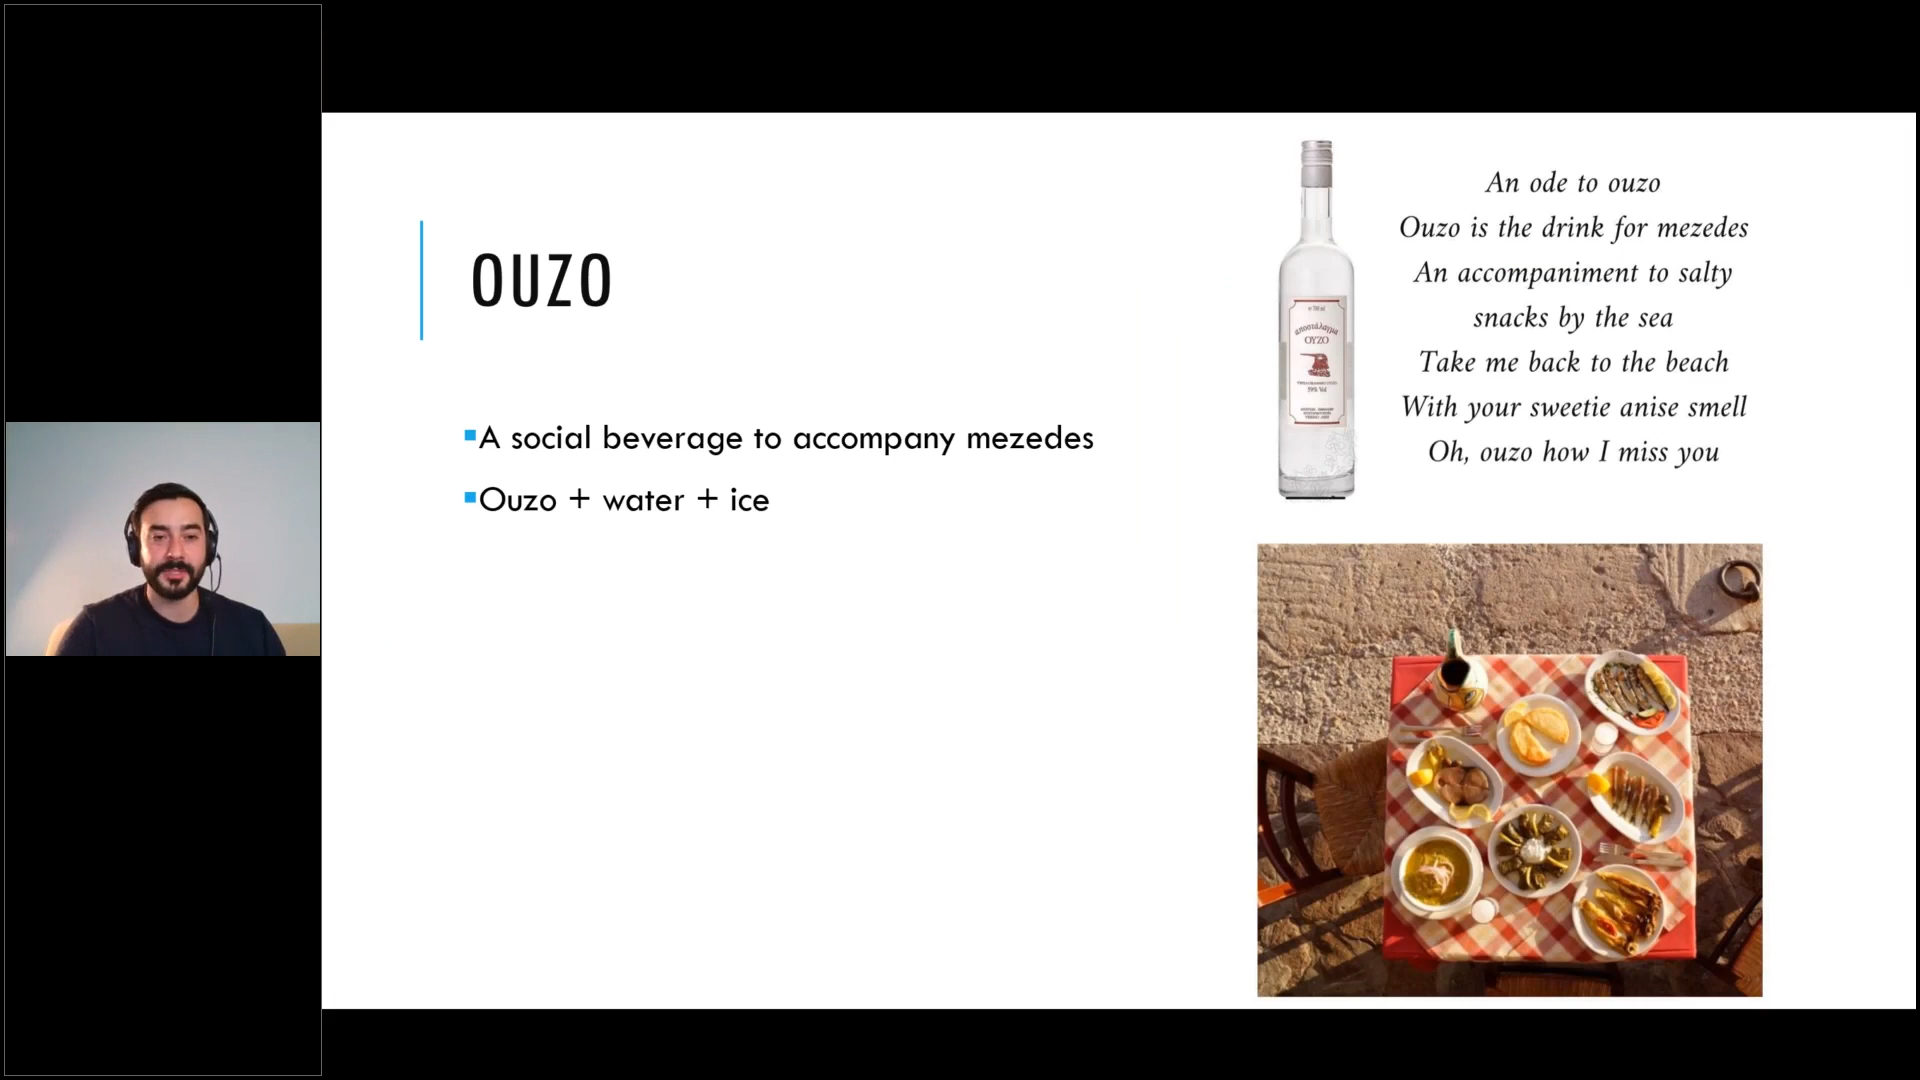 OUZO
A social beverage to accompany mezedes
Ouzo + water + ice
αποστάλαγμα
ΟΥΖΟ
An ode to ouzo
Ouzo is the drink for mezedes
An accompaniment to salty
snacks by the sea
Take me back to the beach
With your sweetie anise smell
Oh, ouzo how I miss you